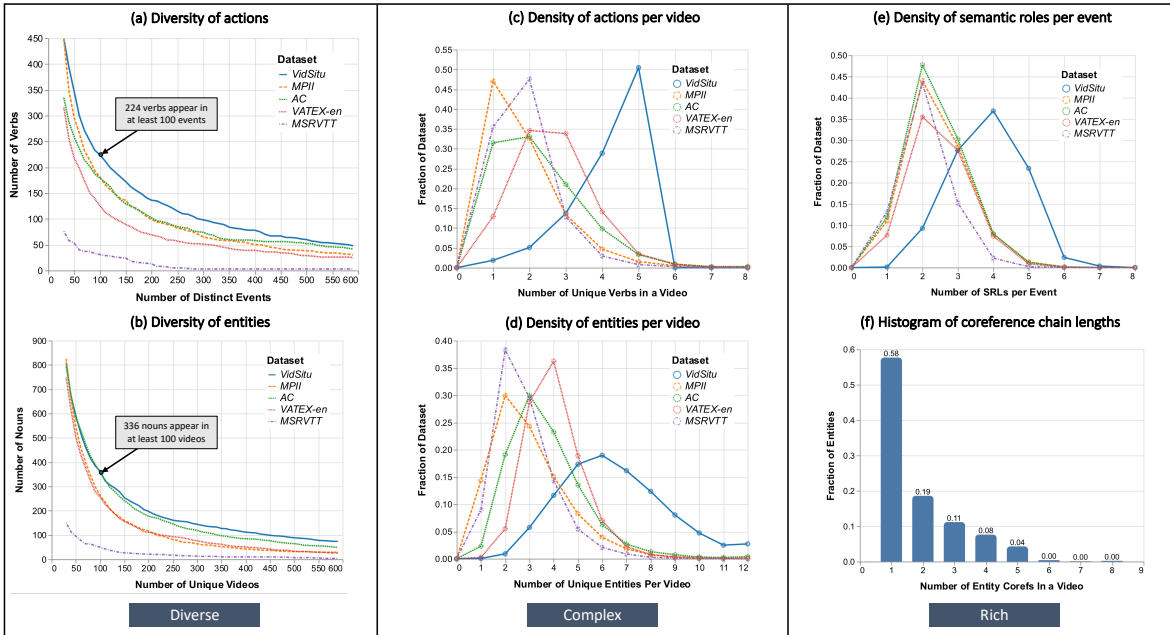 (a) Diversity of actions
450
400
350
300
250
200
150
100
50
0
Number of Verbs
Dataset
VidSitu
MPII
AC
VATEX-en
MSRVTT
224 verbs appear in
at least 100 events
0 50 100 150 200 250 300 350 400 450 500 550 600
Number of Distinct Events
(b) Diversity of entities
900
800
700
600
500
400
300
200
100
0
Number of Nouns
Dataset
VidSitu
MPII
AC
VATEX-en
MSRVTT
336 nouns appear in
at least 100 videos
0 50 100 150 200 250 300 350 400 450 500 550 600
Number of Unique Videos
Diverse
(c) Density of actions per video
0.55
0.50
0.45
0.40
0.35
0.30
0.25
0.20
0.15
0.10
0.05
0.00
Fraction of Dataset
Dataset
VidSitu
MPII
AC
VATEX-en
MSRVTT
0 1 2 3 4 5 6 7 8
Number of Unique Verbs in a Video
(d) Density of entities per video
0.40
0.35
0.30
0.25
0.20
0.15
0.10
0.05
0.00
Fraction of Dataset
Dataset
VidSitu
MPII
AC
VATEX-en
MSRVTT
0 1 2 3 4 5 6 7 8 9 10 11 12
Number of Unique Entities Per Video
Complex
(e) Density of semantic roles per event
0.50
0.45
0.40
0.35
0.30
0.25
0.20
0.15
0.10
0.05
0.00
Fraction of Dataset
Dataset
VidSitu
MPII
AC
VATEX-en
MSRVTT
0 1 2 3 4 5 6 7 8
Number of SRLs per Event
(f) Histogram of coreference chain lengths
0.6
0.5
0.4
0.3
0.2
0.1
0.0
Fraction of Entities
0.58
0.19
0.11
0.08
0.04
0.00
0.00
0.00
0 1 2 3 4 5 6 7 8 9
Number of Entity Corefs In a Video
Rich